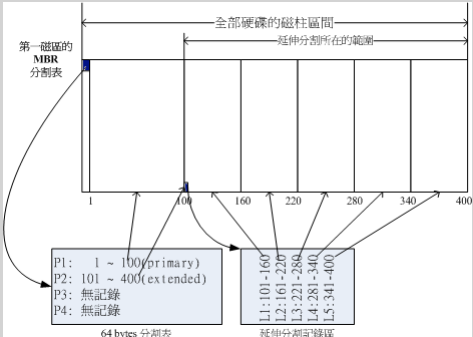 全部硬碟的磁柱區間
延伸分割所在的範圍
第一磁區的
MBR
分割表
1 100 160 220 280 340 400
P1: 1 ~ 100(primary)
P2: 101 ~ 400(extended)
P3: 無記錄
P4: 無記錄
L1:101-160
L2:161-220
L3:221-280
L4:281-340
L5:341-400
64 bytes 分割表
延伸分割記錄區